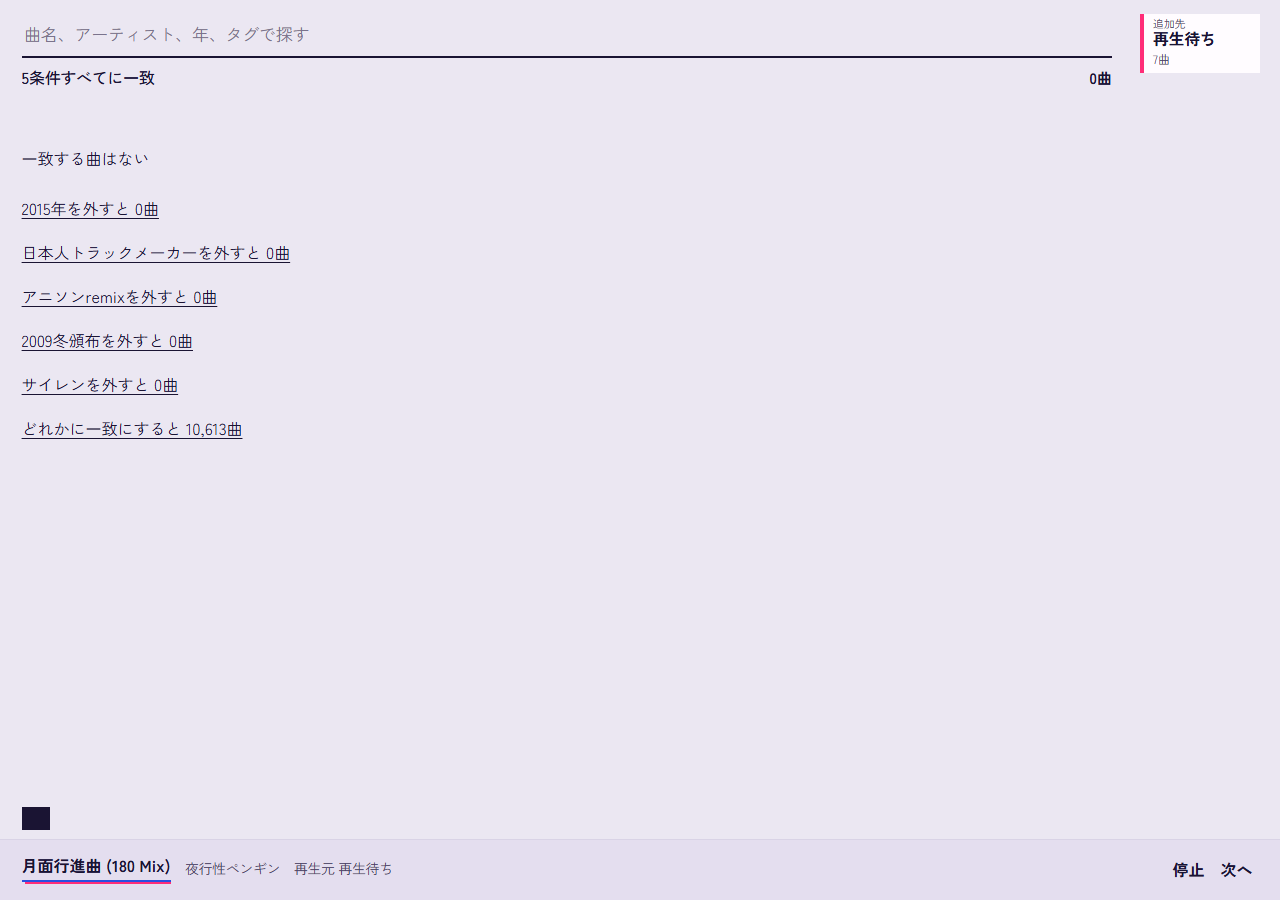 曲名、アーティスト、年、タグで探す
追加先
再生待ち
7曲
5条件すべてに一致
0曲
一致する曲はない
2015年を外すと 0曲
日本人トラックメーカーを外すと 0曲
アニソンremixを外すと 0曲
2009冬頒布を外すと 0曲
サイレンを外すと 0曲
どれかに一致にすると 10,613曲
月面行進曲 (180 Mix) 夜行性ペンギン 再生元 再生待ち
停止 次へ